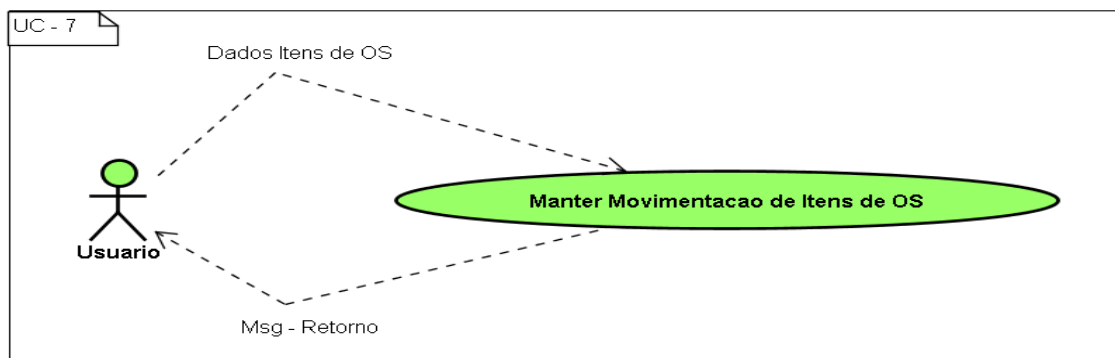 UC - 7
Dados Itens de OS
Manter Movimentacao de Itens de OS
Usuario
Msg - Retorno